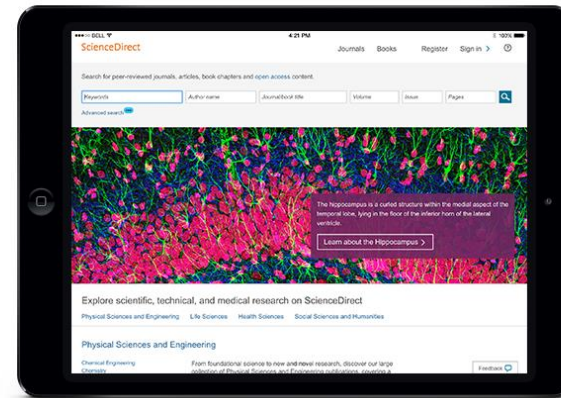 BELL 4:21 PM 100%
ScienceDirect Journals Books Register Sign in > ?
Search for peer-reviewed journals, articles, book chapters and open access content.
Keywords Author name Journal/book title Volume Issue Pages
Advanced search
The hippocampus is a curled structure within the medial aspect of the
temporal lobe, lying in the floor of the inferior horn of the lateral
ventricle.
Learn about the Hippocampus >
Explore scientific, technical, and medical research on ScienceDirect
Physical Sciences and Engineering Life Sciences Health Sciences Social Sciences and Humanities
Physical Sciences and Engineering
Chemical Engineering From foundational science to new and novel research, discover our large
Chemistry collection of Physical Sciences and Engineering publications, covering a
Feedback